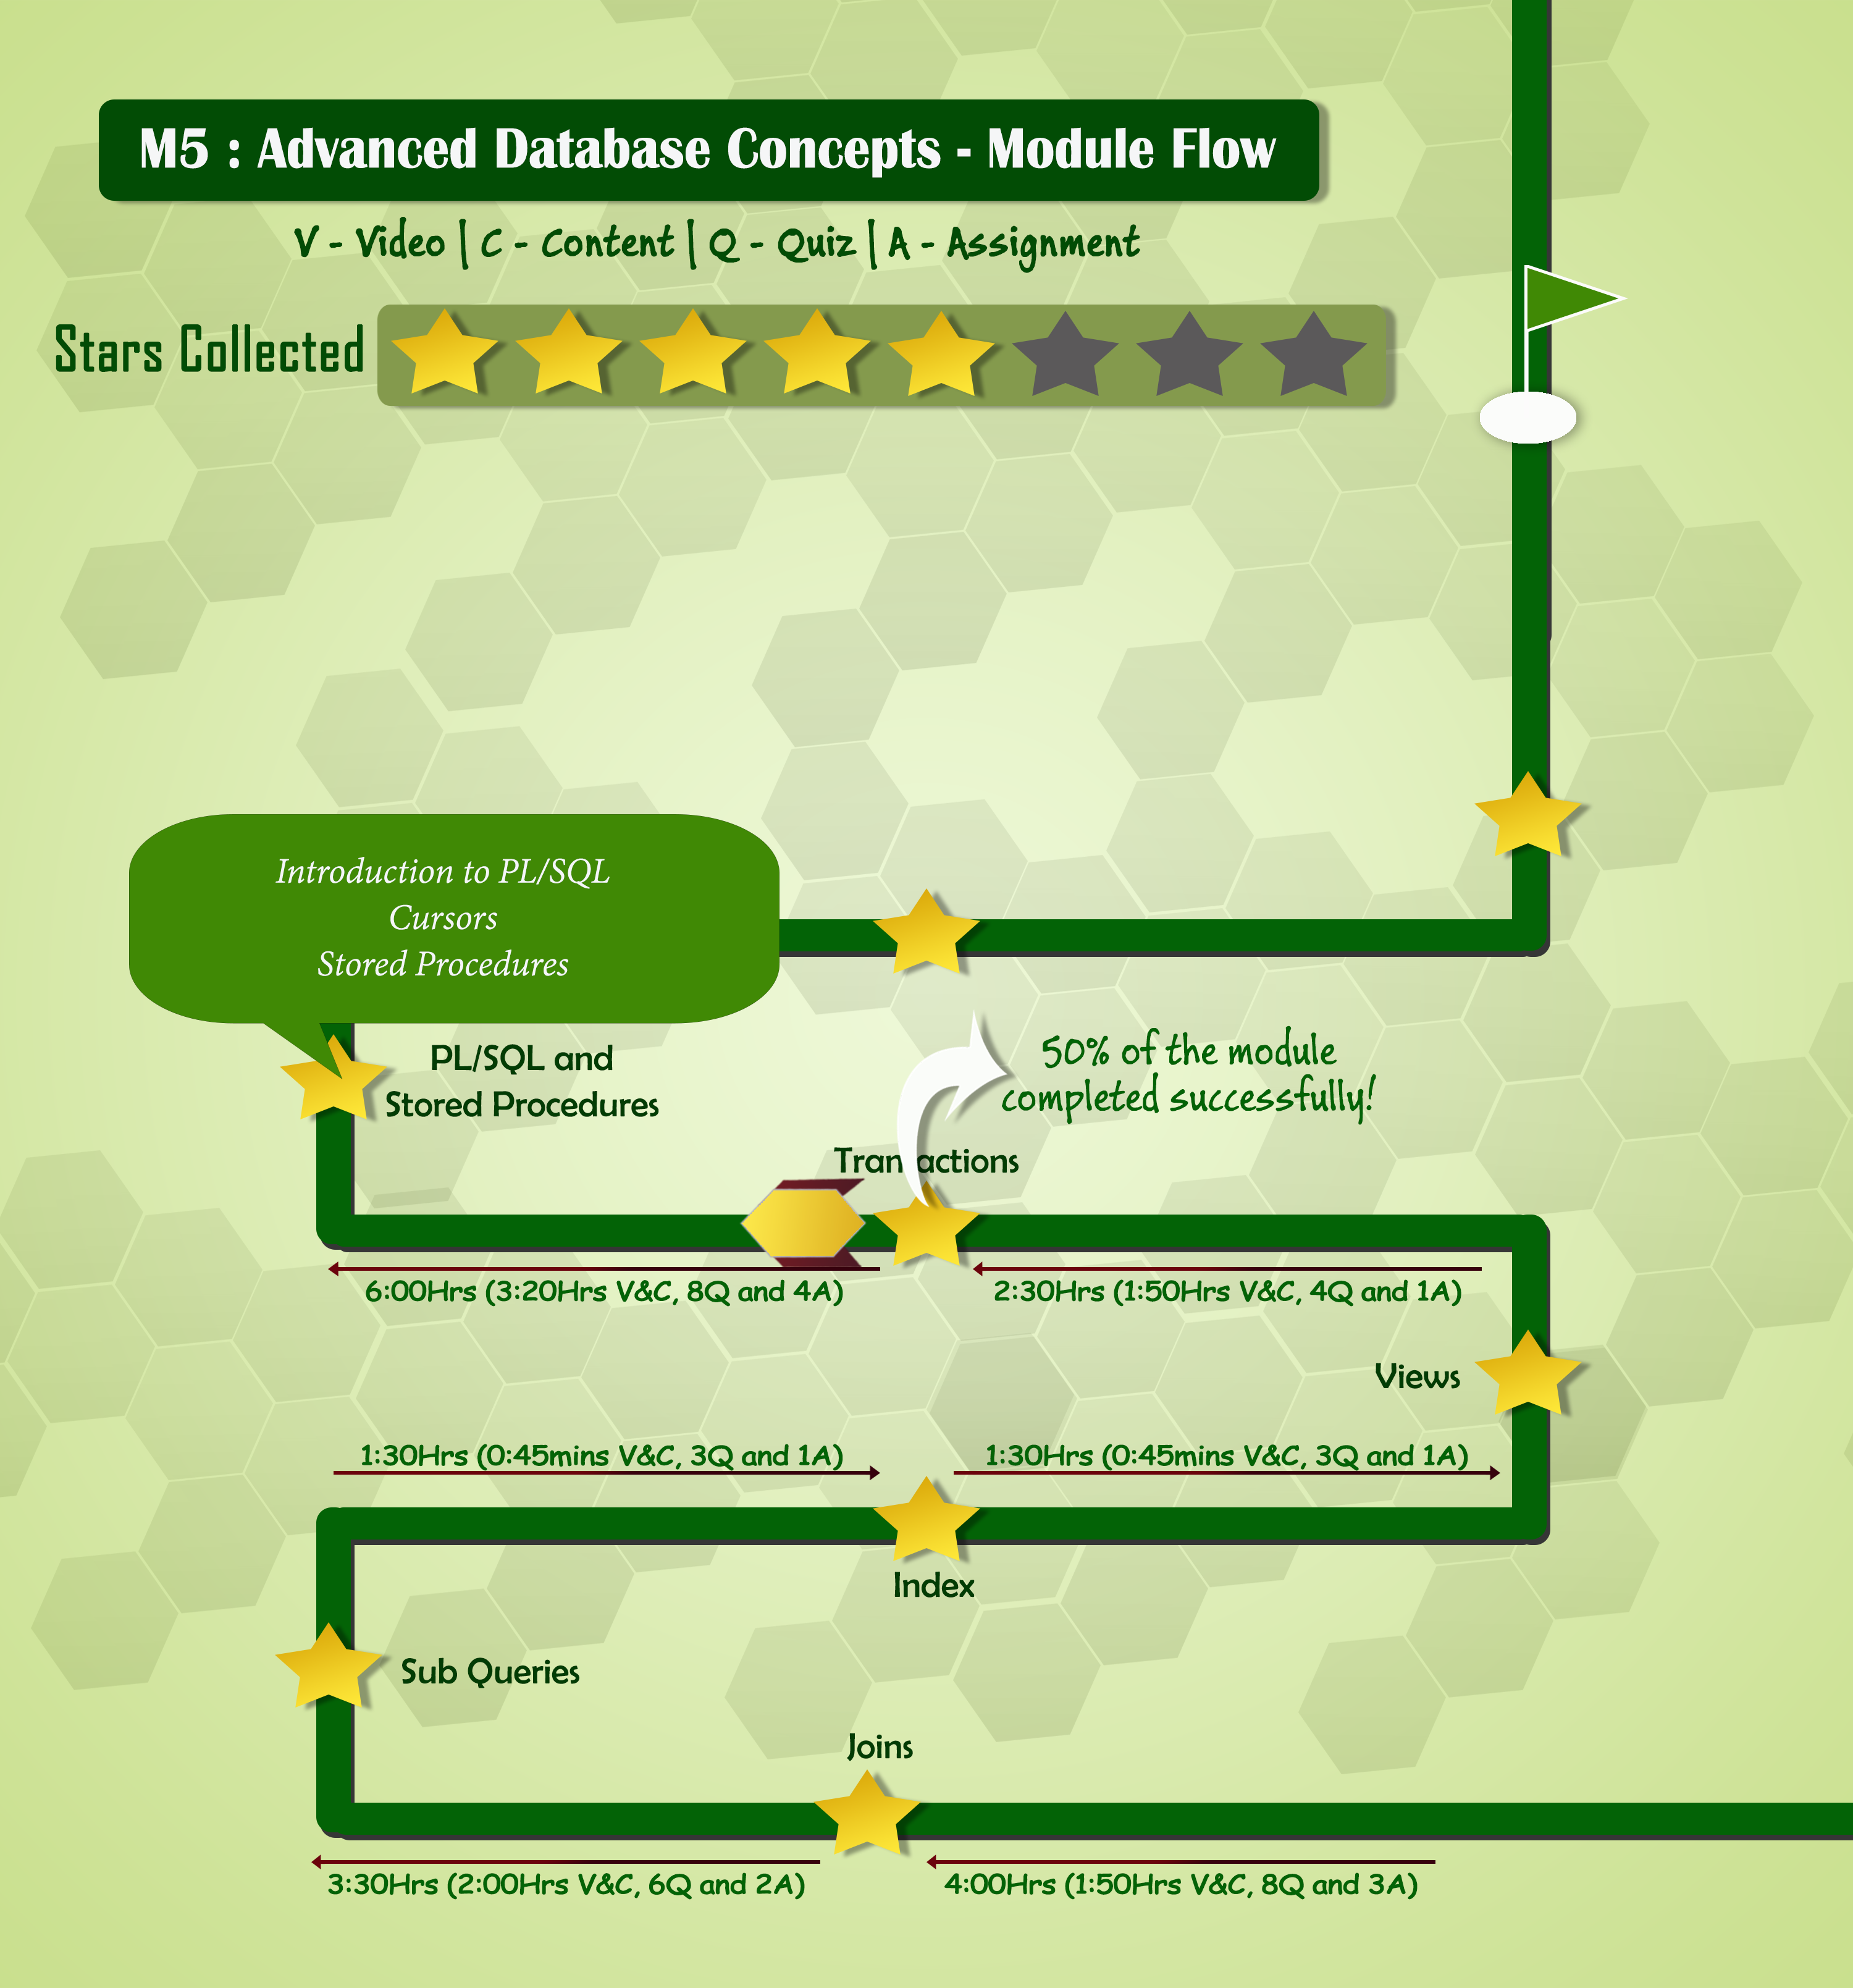 M5 : Advanced Database Concepts - Module Flow
V - Video | C - Content | Q - Quiz | A - Assignment
Stars Collected
Introduction to PL/SQL
Cursors
Stored Procedures
PL/SQL and
Stored Procedures
50% of the module
completed successfully!
Transactions
6:00Hrs (3:20Hrs V&C, 8Q and 4A)
2:30Hrs (1:50Hrs V&C, 4Q and 1A)
Views
1:30Hrs (0:45mins V&C, 3Q and 1A)
1:30Hrs (0:45mins V&C, 3Q and 1A)
Index
Sub Queries
Joins
3:30Hrs (2:00Hrs V&C, 6Q and 2A)
4:00Hrs (1:50Hrs V&C, 8Q and 3A)